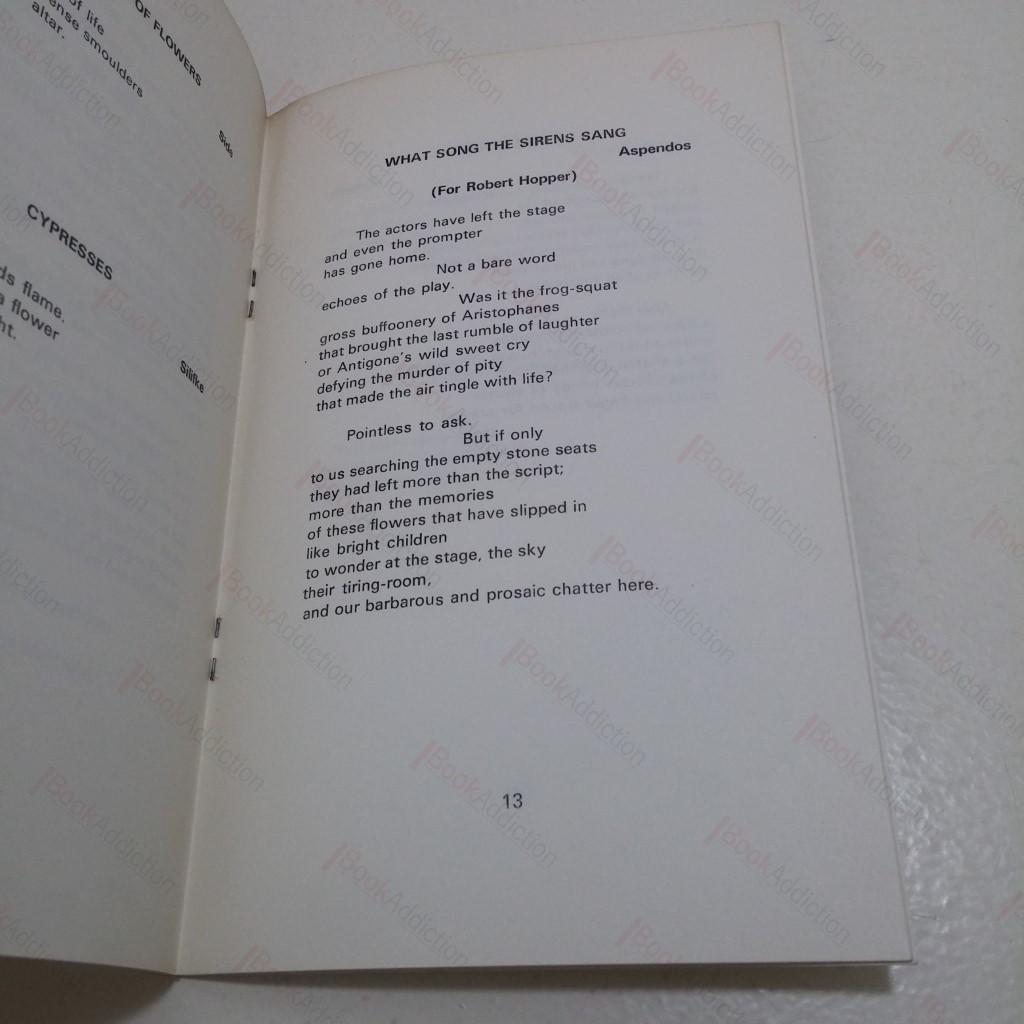 OF FLOWERS
of life
smoulders
altar.
Side
CYPRESSES
flame.
a flower
Silifke
WHAT SONG THE SIRENS SANG
Aspendos
(For Robert Hopper)
The actors have left the stage
and even the prompter
has gone home.
Not a bare word
echoes of the play.
Was it the frog-squat
gross buffoonery of Aristophanes
that brought the last rumble of laughter
or Antigone's wild sweet cry
defying the murder of pity
that made the air tingle with life?
Pointless to ask.
But if only
to us searching the empty stone seats
they had left more than the script;
more than the memories
of these flowers that have slipped in
like bright children
to wonder at the stage, the sky
their tiring-room,
and our barbarous and prosaic chatter here.
13
BookAddiction